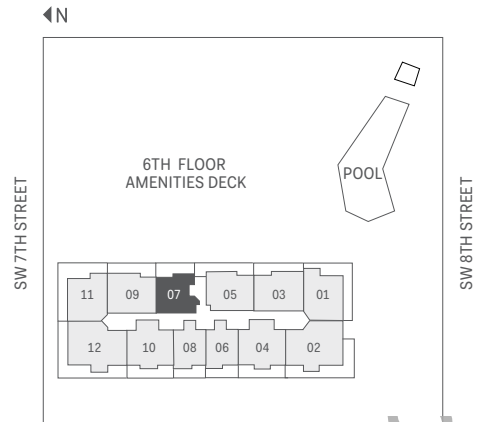 N
6TH FLOOR
AMENITIES DECK
POOL
SW 7TH STREET
SW 8TH STREET
11 09 07 05 03 01
12 10 08 06 04 02